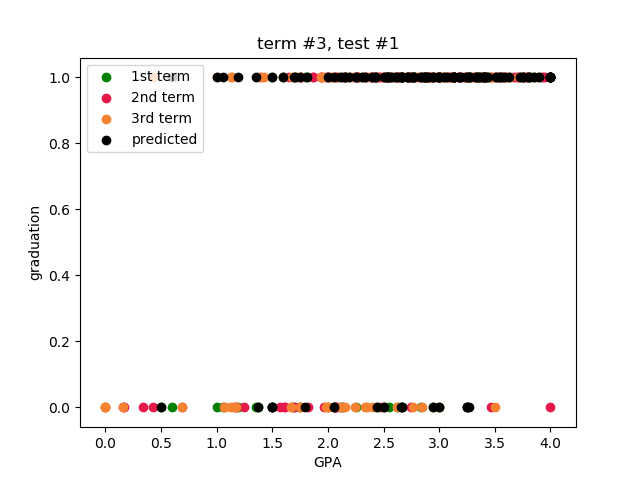 term #3, test #1
1st term
2nd term
3rd term
predicted
1.0
0.8
0.6
0.4
0.2
0.0
graduation
0.0 0.5 1.0 1.5 2.0 2.5 3.0 3.5 4.0
GPA